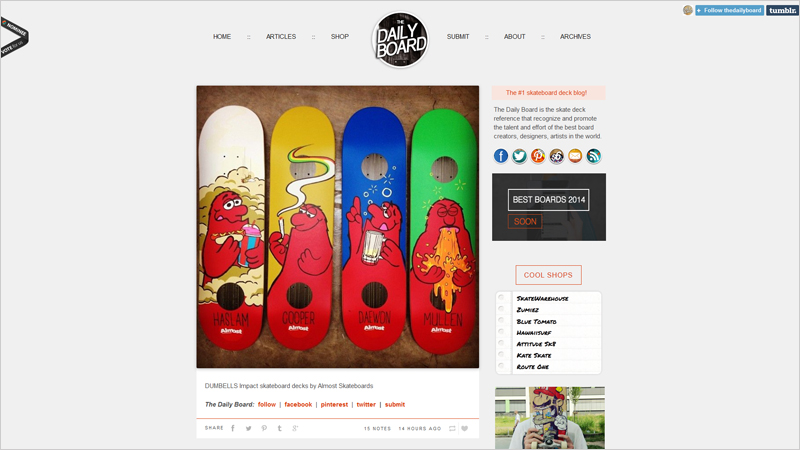 Follow thedailyboard
tumblr.
NOMINEE
VOTE for us
HOME :: ARTICLES :: SHOP
THE
DAILY
BOARD
SUBMIT :: ABOUT :: ARCHIVES
HASLAM
Almost
COOPER
Almost
DAEWON
Almost
MULLEN
Almost
DUMBELLS Impact skateboard decks by Almost Skateboards
The Daily Board: follow | facebook | pinterest | twitter | submit
SHARE
15 NOTES 14 HOURS AGO
The #1 skateboard deck blog!
The Daily Board is the skate deck
reference that recognize and promote
the talent and effort of the best board
creators, designers, artists in the world.
BEST BOARDS 2014
SOON
COOL SHOPS
SkateWarehouse
Zumiez
Blue Tomato
Hawaiisurf
Attitude Sk8
Kate Skate
Route One